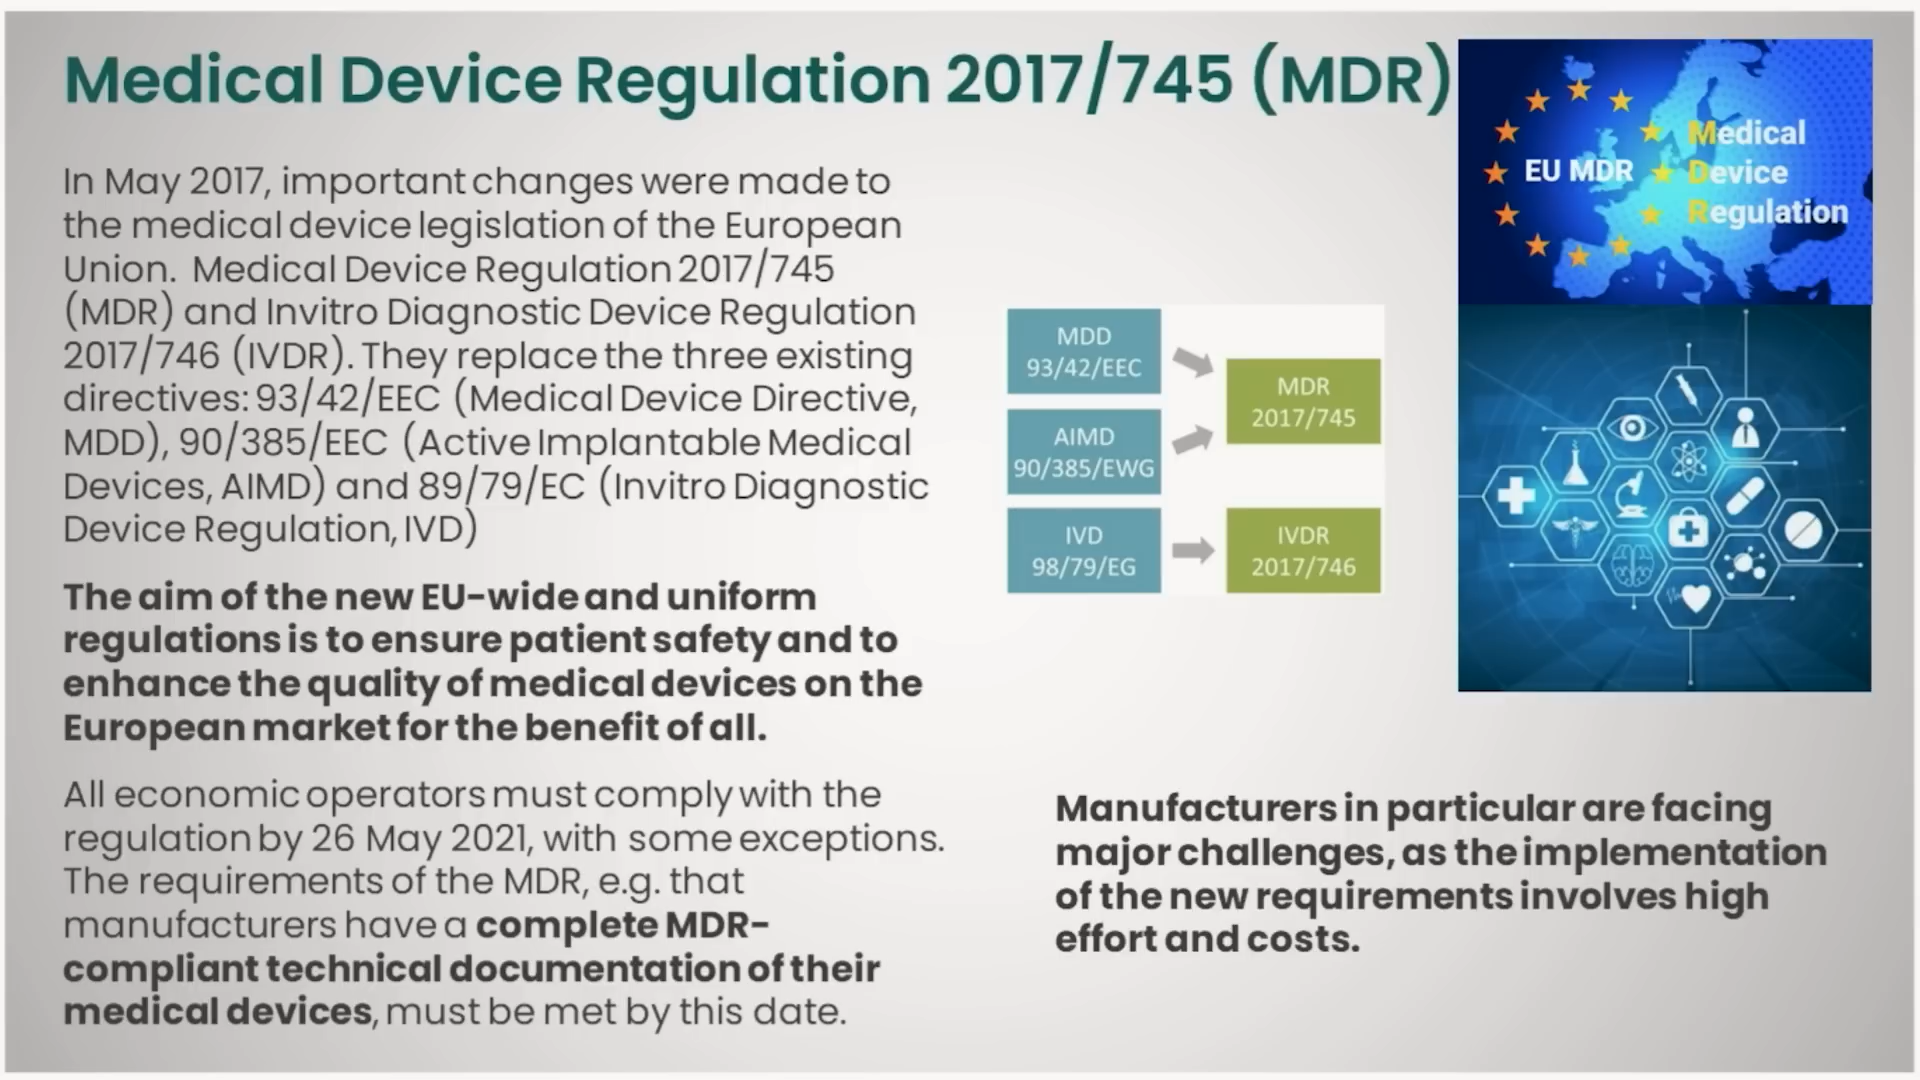 Medical Device Regulation 2017/745 (MDR)
In May 2017, important changes were made to
the medical device legislation of the European
Union. Medical Device Regulation 2017/745
(MDR) and Invitro Diagnostic Device Regulation
2017/746 (IVDR). They replace the three existing
directives: 93/42/EEC (Medical Device Directive,
MDD), 90/385/EEC (Active Implantable Medical
Devices, AIMD) and 89/79/EC (Invitro Diagnostic
Device Regulation, IVD)
The aim of the new EU-wide and uniform
regulations is to ensure patient safety and to
enhance the quality of medical devices on the
European market for the benefit of all.
All economic operators must comply with the
regulation by 26 May 2021, with some exceptions.
The requirements of the MDR, e.g. that
manufacturers have a complete MDR-
compliant technical documentation of their
medical devices, must be met by this date.
MDD
93/42/EEC
AIMD
90/385/EWG
IVD
98/79/EG
MDR
2017/745
IVDR
2017/746
EU MDR
Medical
Device
Regulation
Manufacturers in particular are facing
major challenges, as the implementation
of the new requirements involves high
effort and costs.